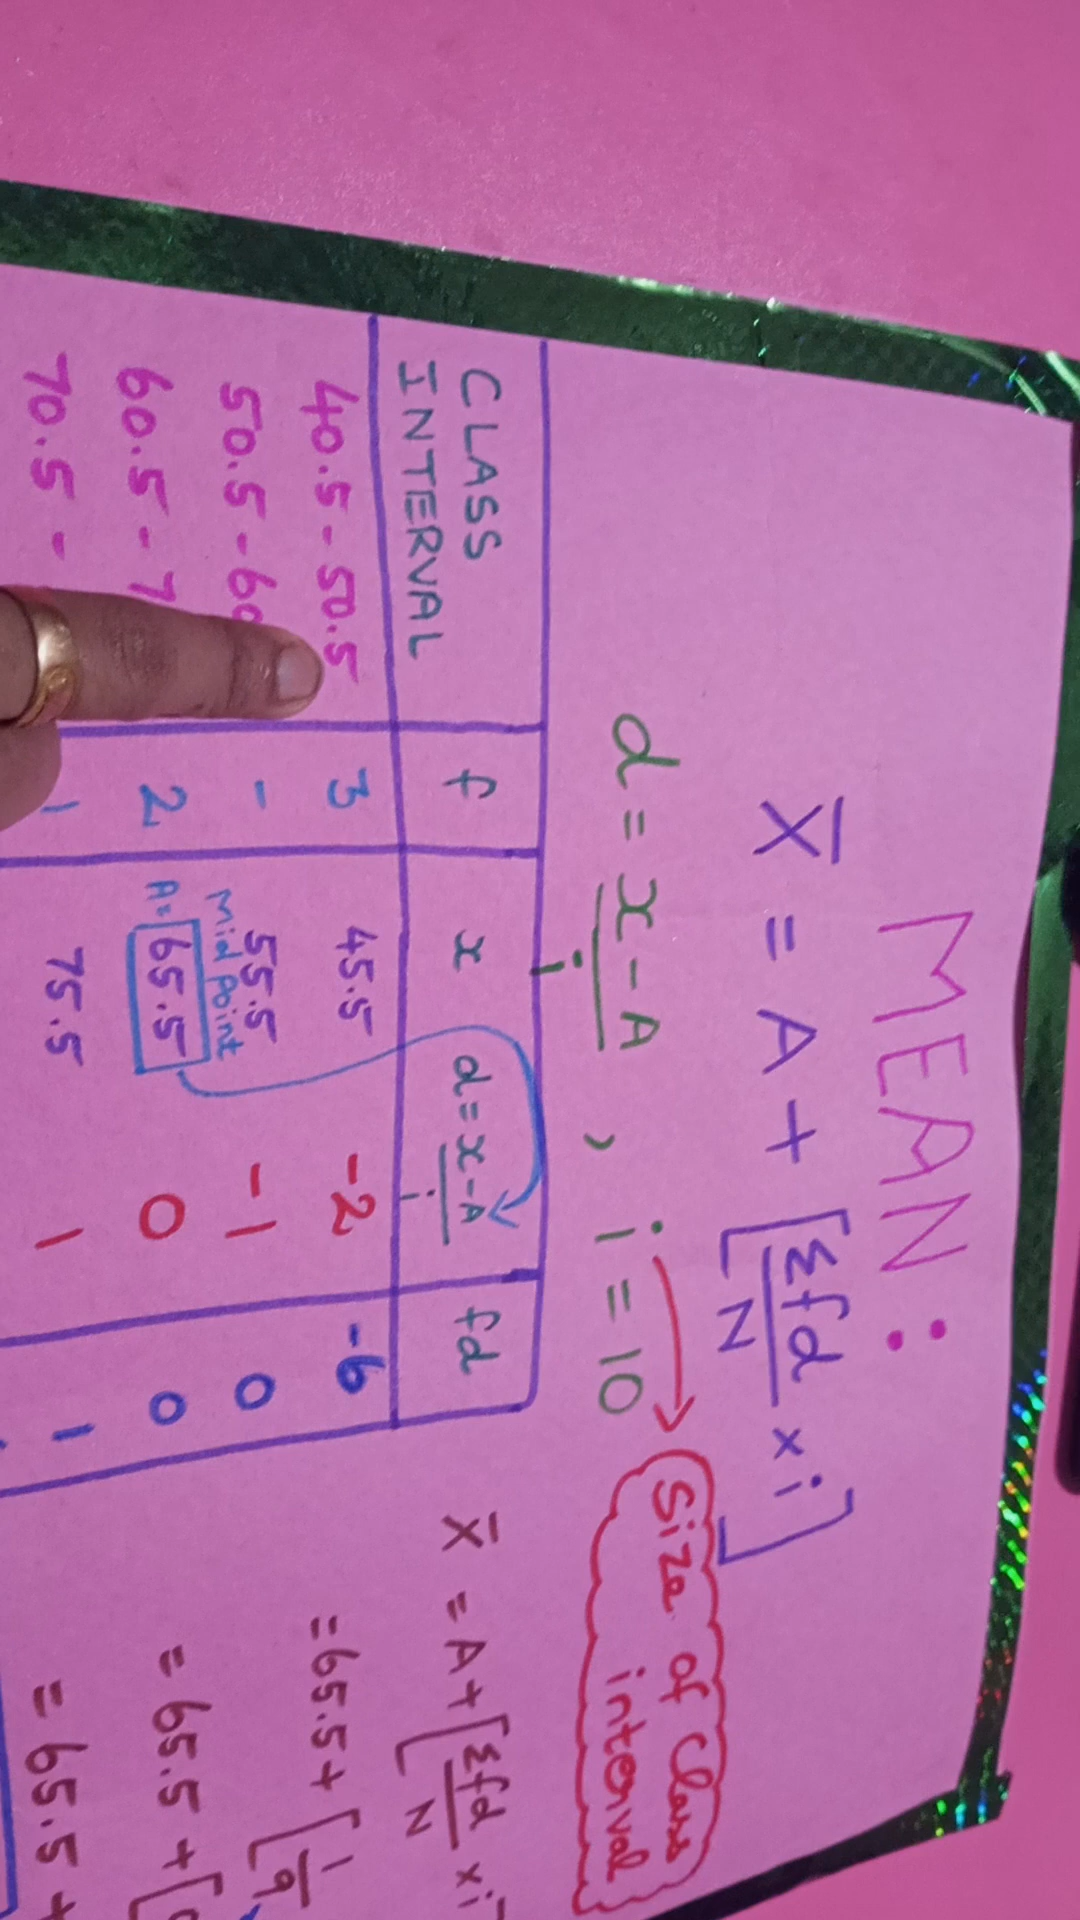 MEAN :
X̄ = A + [Σfd/N × i]
d = x - A/i , i = 10 → Size of Class interval
CLASS INTERVAL f x d = x - A/i fd
40.5 - 50.5 3 45.5 -2 -6
50.5 - 60 - 55.5 -1 0
Mid point
60.5 - 7 2 A = 65.5 0 0
70.5 - 1 75.5 1 1
X̄ = A + [Σfd/N × i
= 65.5 + [1/9
= 65.5 + [
= 65.5 +